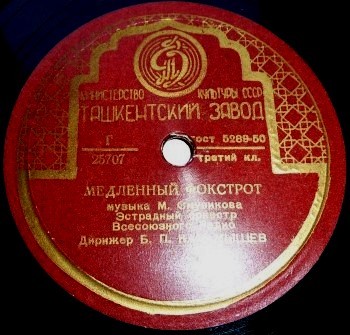 МИНИСТЕРСТВО КУЛЬТУРЫ СССР
ТАШКЕНТСКИЙ ЗАВОД
Г ГОСТ 5289-50
25707 третий кл.
МЕДЛЕННЫЙ ФОКСТРОТ
музыка М.
Эстрадный оркестр
Всесоюзного радио
Дирижер Б. П.